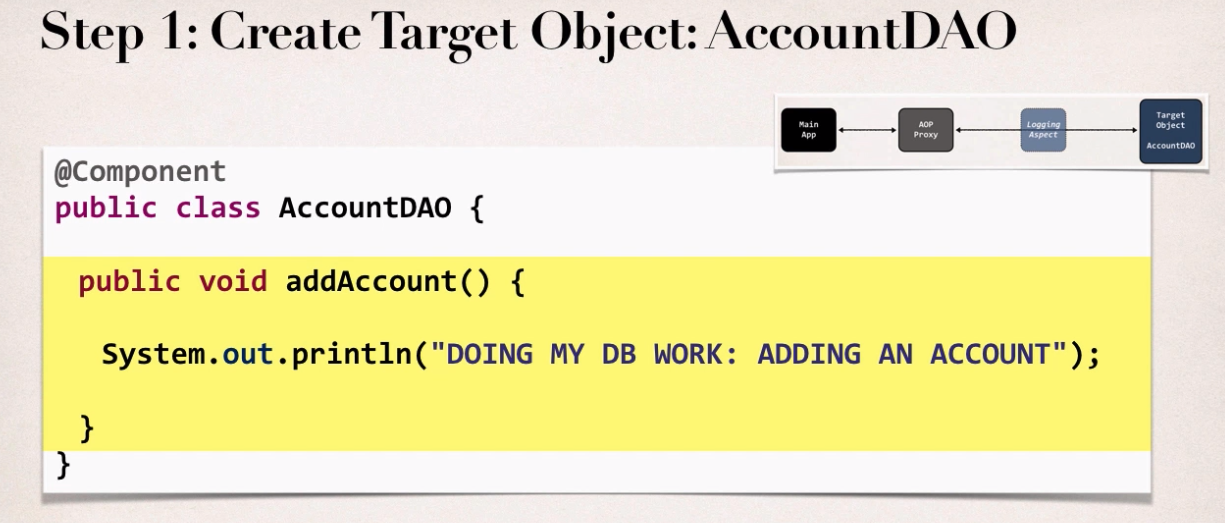 Step 1: Create Target Object: AccountDAO
Main
App
AOP
Proxy
Logging
Aspect
Target
Object
AccountDAO
@Component
public class AccountDAO {
public void addAccount() {
System.out.println("DOING MY DB WORK: ADDING AN ACCOUNT");
}
}